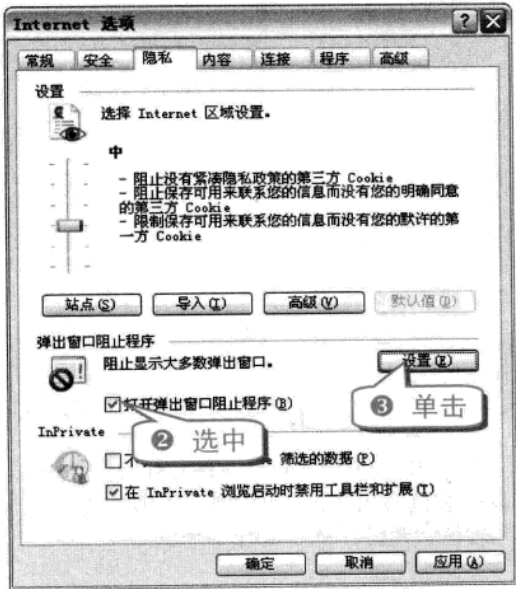 Internet 选项
常规 安全 隐私 内容 连接 程序 高级
设置
选择 Internet 区域设置。
中
- 阻止没有紧凑隐私政策的第三方 Cookie
- 阻止保存可用来联系您的信息而没有您的明确同意
的第三方 Cookie
- 限制保存可用来联系您的信息而没有您的默许的第
一方 Cookie
站点(S) 导入(I) 高级(V) 默认值(D)
弹出窗口阻止程序
阻止显示大多数弹出窗口。
设置(E)
打开弹出窗口阻止程序(B)
❸ 单击
InPrivate
❷ 选中
不 筛选的数据(P)
在 InPrivate 浏览启动时禁用工具栏和扩展(T)
确定 取消 应用(A)